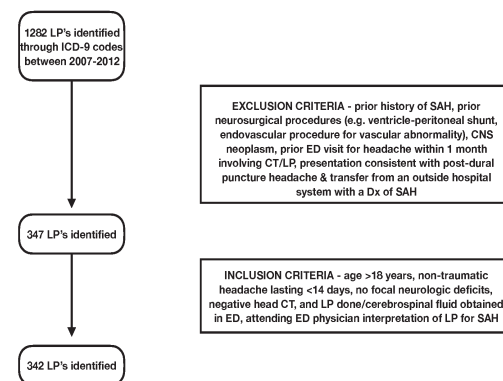 1282 LP's identified
through ICD-9 codes
between 2007-2012
EXCLUSION CRITERIA - prior history of SAH, prior
neurosurgical procedures (e.g. ventricle-peritoneal shunt,
endovascular procedure for vascular abnormality), CNS
neoplasm, prior ED visit for headache within 1 month
involving CT/LP, presentation consistent with post-dural
puncture headache & transfer from an outside hospital
system with a Dx of SAH
347 LP's identified
INCLUSION CRITERIA - age >18 years, non-traumatic
headache lasting <14 days, no focal neurologic deficits,
negative head CT, and LP done/cerebrospinal fluid obtained
in ED, attending ED physician interpretation of LP for SAH
342 LP's identified